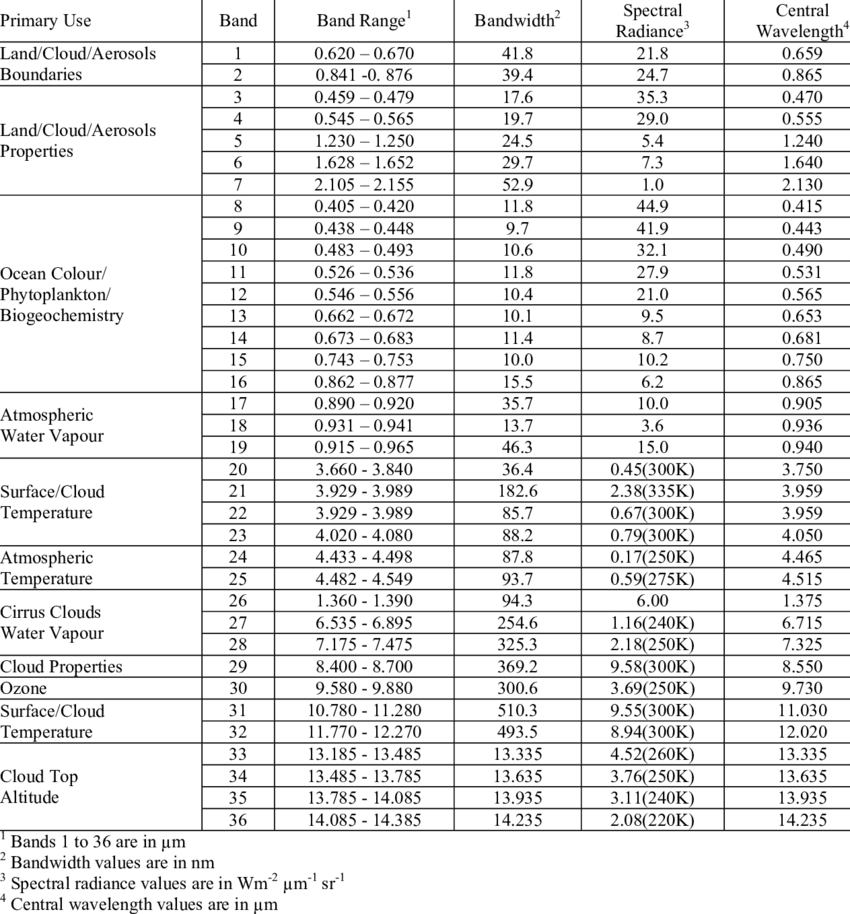 Primary Use Band Band Range¹ Bandwidth² Spectral Radiance³ Central Wavelength⁴
Land/Cloud/Aerosols Boundaries
1 0.620 – 0.670 41.8 21.8 0.659
2 0.841 -0. 876 39.4 24.7 0.865
Land/Cloud/Aerosols Properties
3 0.459 – 0.479 17.6 35.3 0.470
4 0.545 – 0.565 19.7 29.0 0.555
5 1.230 – 1.250 24.5 5.4 1.240
6 1.628 – 1.652 29.7 7.3 1.640
7 2.105 – 2.155 52.9 1.0 2.130
Ocean Colour/ Phytoplankton/ Biogeochemistry
8 0.405 – 0.420 11.8 44.9 0.415
9 0.438 – 0.448 9.7 41.9 0.443
10 0.483 – 0.493 10.6 32.1 0.490
11 0.526 – 0.536 11.8 27.9 0.531
12 0.546 – 0.556 10.4 21.0 0.565
13 0.662 – 0.672 10.1 9.5 0.653
14 0.673 – 0.683 11.4 8.7 0.681
15 0.743 – 0.753 10.0 10.2 0.750
16 0.862 – 0.877 15.5 6.2 0.865
Atmospheric Water Vapour
17 0.890 – 0.920 35.7 10.0 0.905
18 0.931 – 0.941 13.7 3.6 0.936
19 0.915 – 0.965 46.3 15.0 0.940
Surface/Cloud Temperature
20 3.660 - 3.840 36.4 0.45(300K) 3.750
21 3.929 - 3.989 182.6 2.38(335K) 3.959
22 3.929 - 3.989 85.7 0.67(300K) 3.959
23 4.020 - 4.080 88.2 0.79(300K) 4.050
Atmospheric Temperature
24 4.433 - 4.498 87.8 0.17(250K) 4.465
25 4.482 - 4.549 93.7 0.59(275K) 4.515
Cirrus Clouds Water Vapour
26 1.360 - 1.390 94.3 6.00 1.375
27 6.535 - 6.895 254.6 1.16(240K) 6.715
28 7.175 - 7.475 325.3 2.18(250K) 7.325
Cloud Properties 29 8.400 - 8.700 369.2 9.58(300K) 8.550
Ozone 30 9.580 - 9.880 300.6 3.69(250K) 9.730
Surface/Cloud Temperature
31 10.780 - 11.280 510.3 9.55(300K) 11.030
32 11.770 - 12.270 493.5 8.94(300K) 12.020
Cloud Top Altitude
33 13.185 - 13.485 13.335 4.52(260K) 13.335
34 13.485 - 13.785 13.635 3.76(250K) 13.635
35 13.785 - 14.085 13.935 3.11(240K) 13.935
36 14.085 - 14.385 14.235 2.08(220K) 14.235
¹ Bands 1 to 36 are in µm
² Bandwidth values are in nm
³ Spectral radiance values are in Wm⁻² µm⁻¹ sr⁻¹
⁴ Central wavelength values are in µm